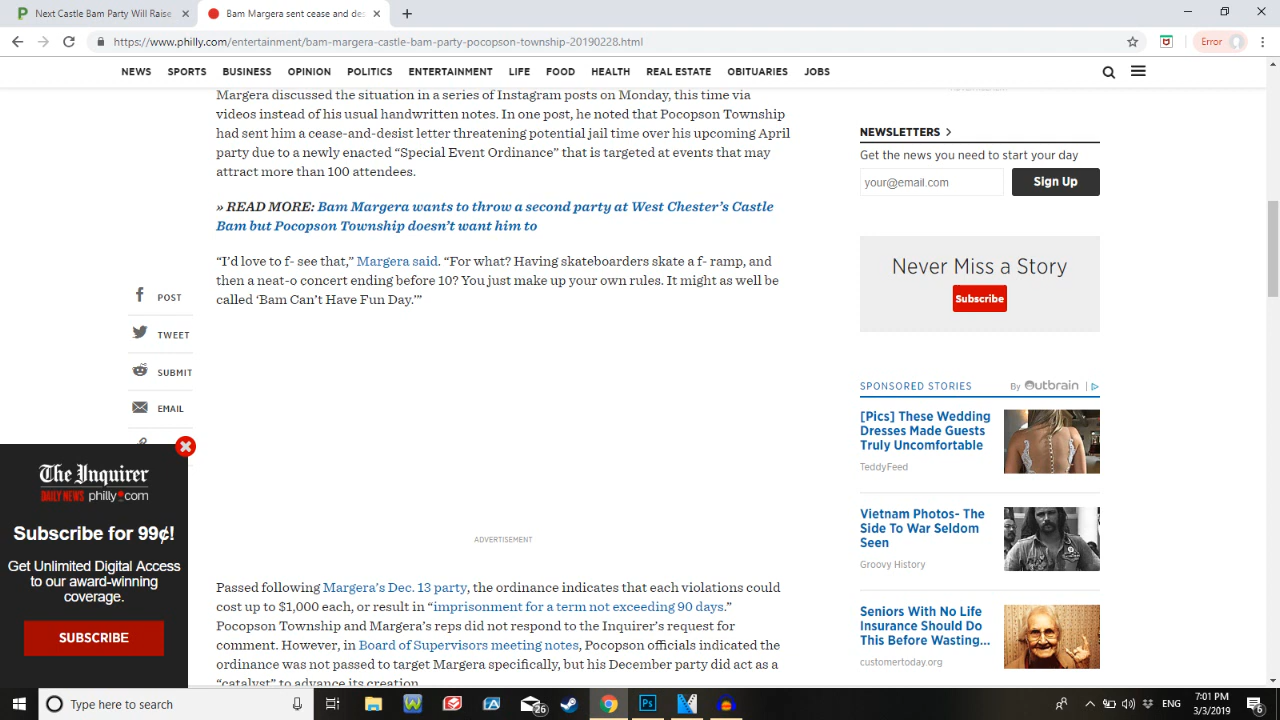 Next Castle Bam Party Will Raise
Bam Margera cease and des
https://www.philly.com/entertainment/bam-margera-castle-bam-party-pocopson-township-20190228.html
Error
NEWS SPORTS BUSINESS OPINION POLITICS ENTERTAINMENT LIFE FOOD HEALTH REAL ESTATE OBITUARIES JOBS
Margera discussed the situation in a series of Instagram posts on Monday, this time via
videos instead of his usual handwritten notes. In one post, he noted that Pocopson Township
had sent him a cease-and-desist letter threatening potential jail time over his upcoming April
party due to a newly enacted “Special Event Ordinance” that is targeted at events that may
attract more than 100 attendees.
» READ MORE: Bam Margera wants to throw a second party at West Chester’s Castle
Bam but Pocopson Township doesn’t want him to
“I’d love to f- see that,” Margera said. “For what? Having skateboarders skate a f- ramp, and
then a neat-o concert ending before 10? You just make up your own rules. It might as well be
called ‘Bam Can’t Have Fun Day.’”
POST
TWEET
SUBMIT
EMAIL
The Inquirer
DAILY NEWS philly.com
Subscribe for 99¢!
Get Unlimited Digital Access
to our award-winning
coverage.
SUBSCRIBE
ADVERTISEMENT
Passed following Margera’s Dec. 13 party, the ordinance indicates that each violations could
cost up to $1,000 each, or result in “imprisonment for a term not exceeding 90 days.”
Pocopson Township and Margera’s reps did not respond to the Inquirer’s request for
comment. However, in Board of Supervisors meeting notes, Pocopson officials indicated the
ordinance was not passed to target Margera specifically, but his December party did act as a
“catalyst” to advance its creation
NEWSLETTERS >
Get the news you need to start your day
your@email.com
Sign Up
Never Miss a Story
Subscribe
SPONSORED STORIES
By Outbrain
[Pics] These Wedding
Dresses Made Guests
Truly Uncomfortable
TeddyFeed
Vietnam Photos- The
Side To War Seldom
Seen
Groovy History
Seniors With No Life
Insurance Should Do
This Before Wasting...
customertoday.org
Type here to search
26
Ps
ENG
7:01 PM
3/3/2019
6